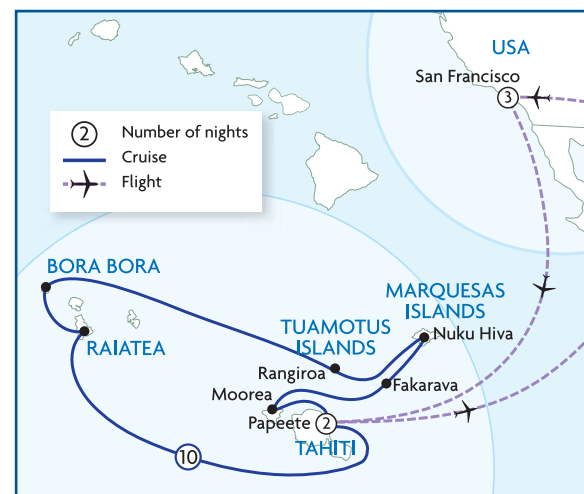 USA
San Francisco
3
2 Number of nights
Cruise
Flight
BORA BORA
RAIATEA
TUAMOTUS
ISLANDS
Rangiroa
MARQUESAS
ISLANDS
Nuku Hiva
Fakarava
Moorea
Papeete 2
TAHITI
10